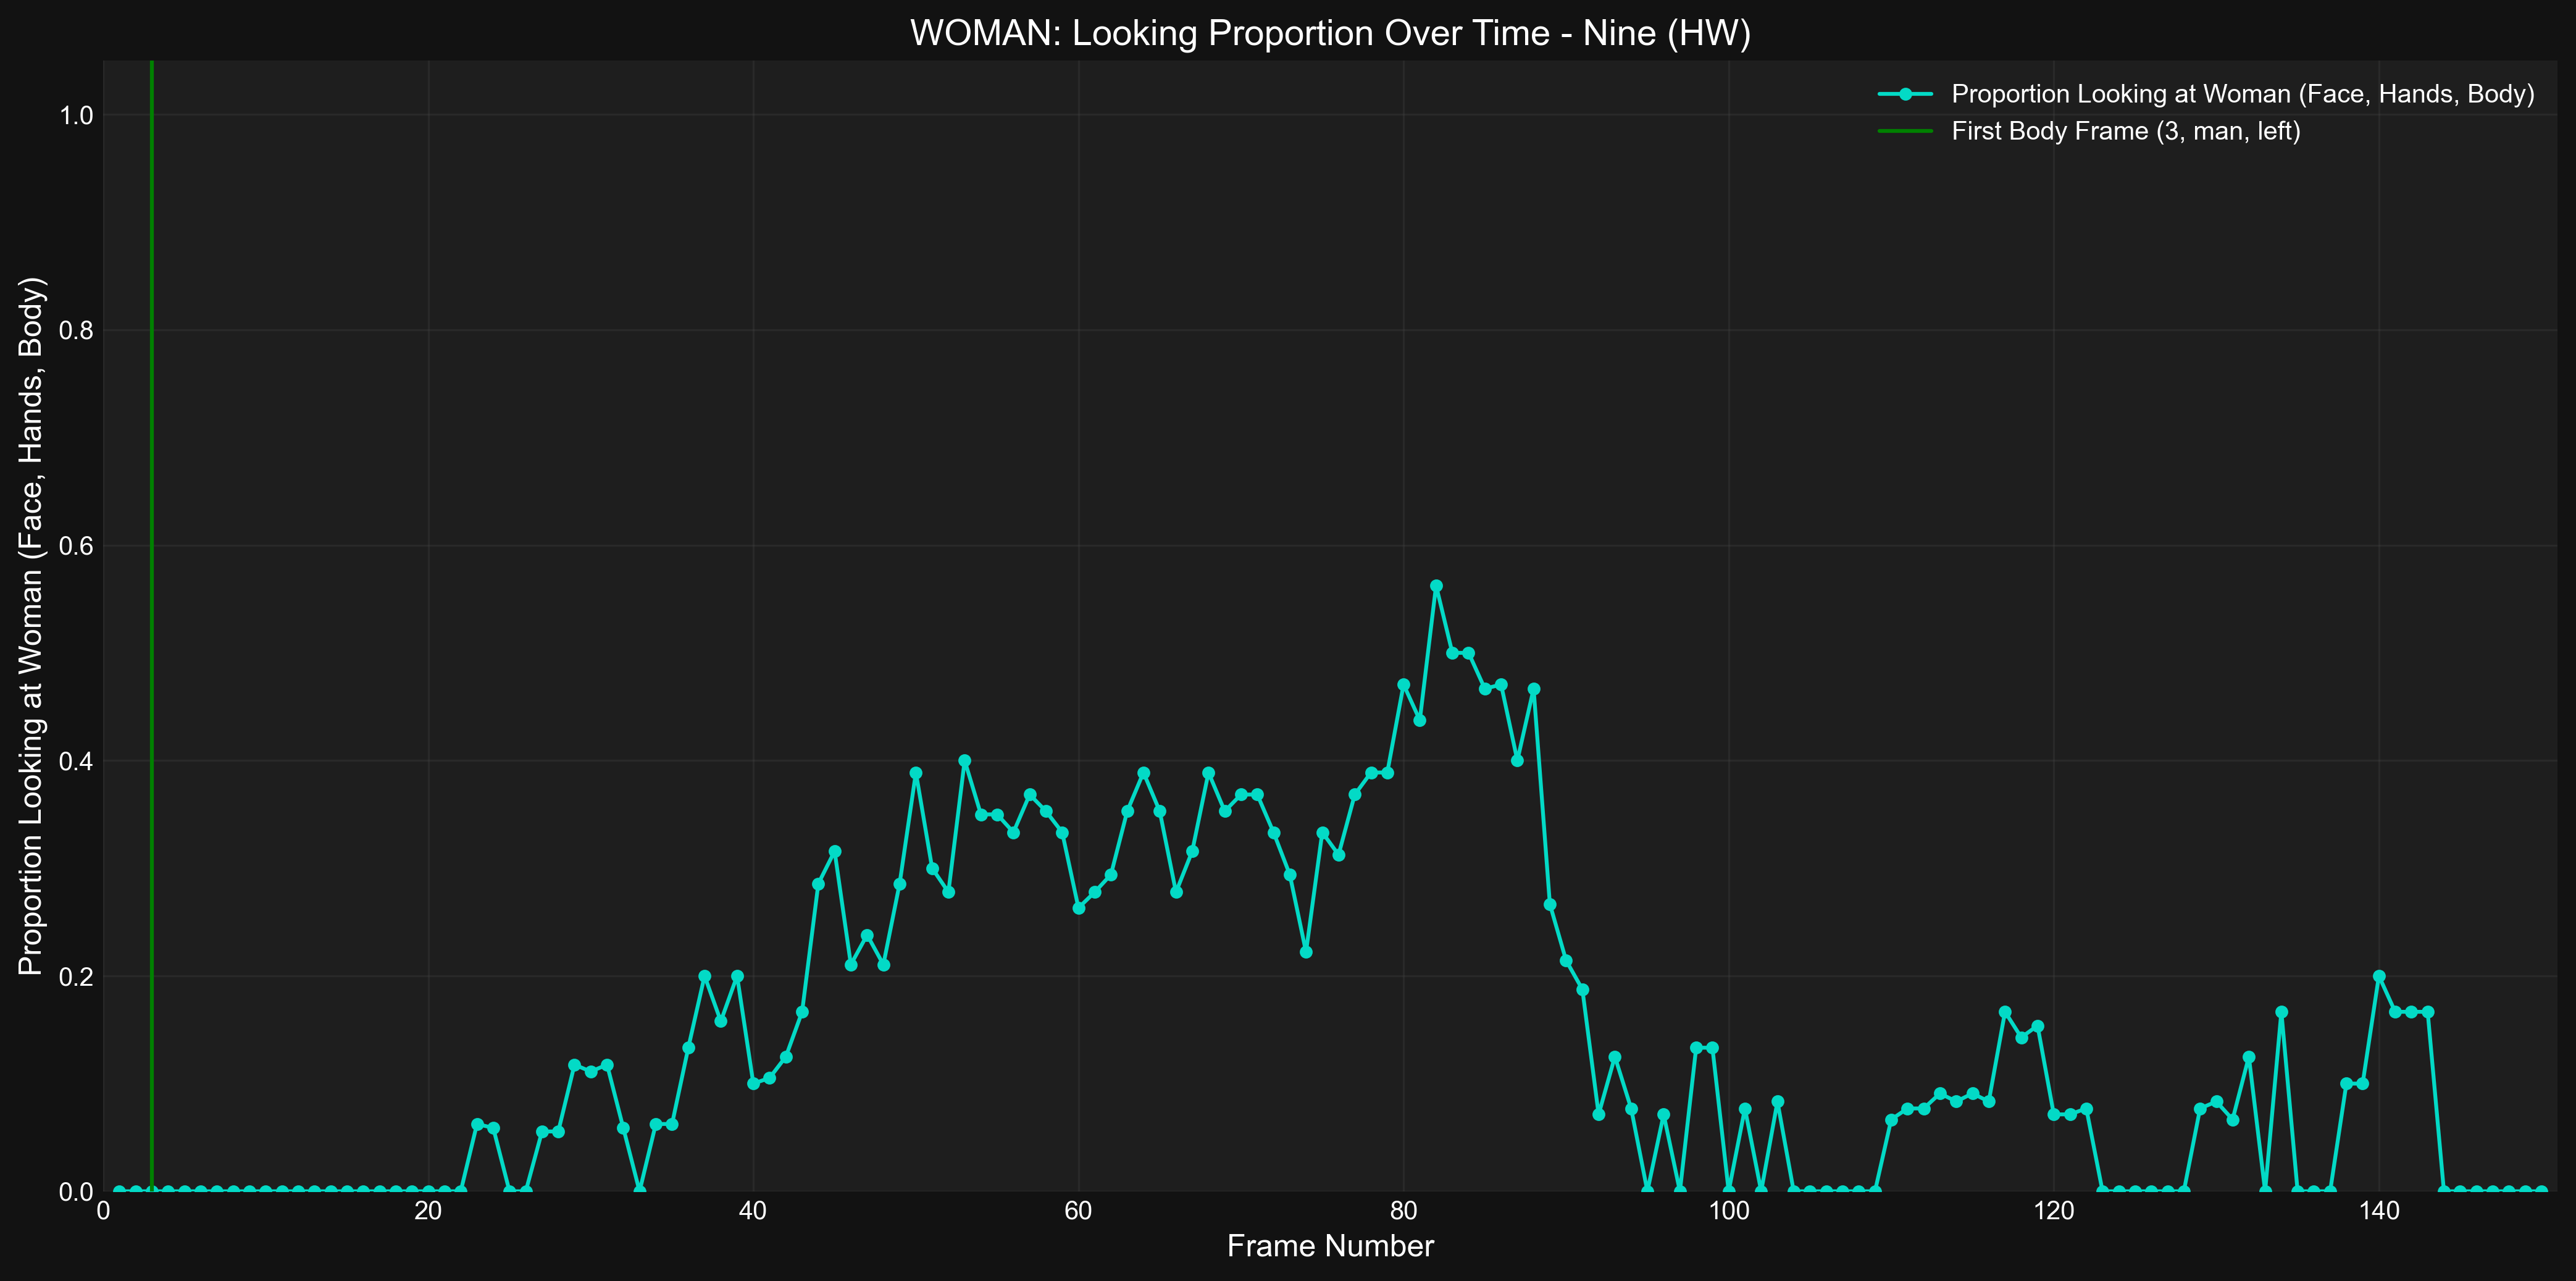 WOMAN: Looking Proportion Over Time - Nine (HW)
Proportion Looking at Woman (Face, Hands, Body)
First Body Frame (3, man, left)
Proportion Looking at Woman (Face, Hands, Body)
1.0
0.8
0.6
0.4
0.2
0.0
0 20 40 60 80 100 120 140
Frame Number